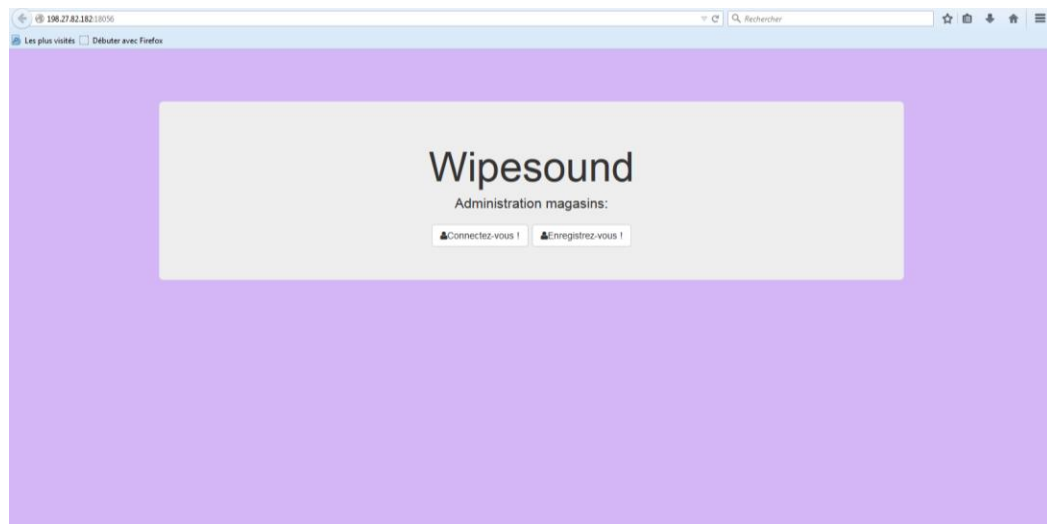 198.27.82.182:18056
Rechercher
Les plus visités Débuter avec Firefox
Wipesound
Administration magasins:
Connectez-vous ! Enregistrez-vous !